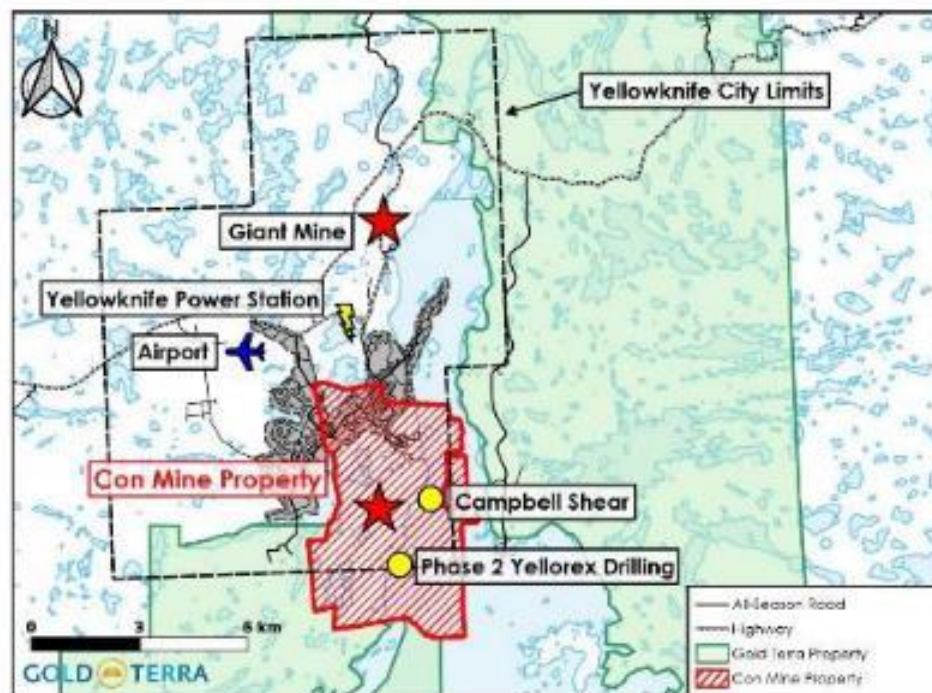 N
Yellowknife City Limits
Giant Mine
Yellowknife Power Station
Airport
Con Mine Property
Campbell Shear
Phase 2 Yellorex Drilling
0 3 6 km
GOLD TERRA
All-Season Road
Highway
Gold Terra Property
Con Mine Property